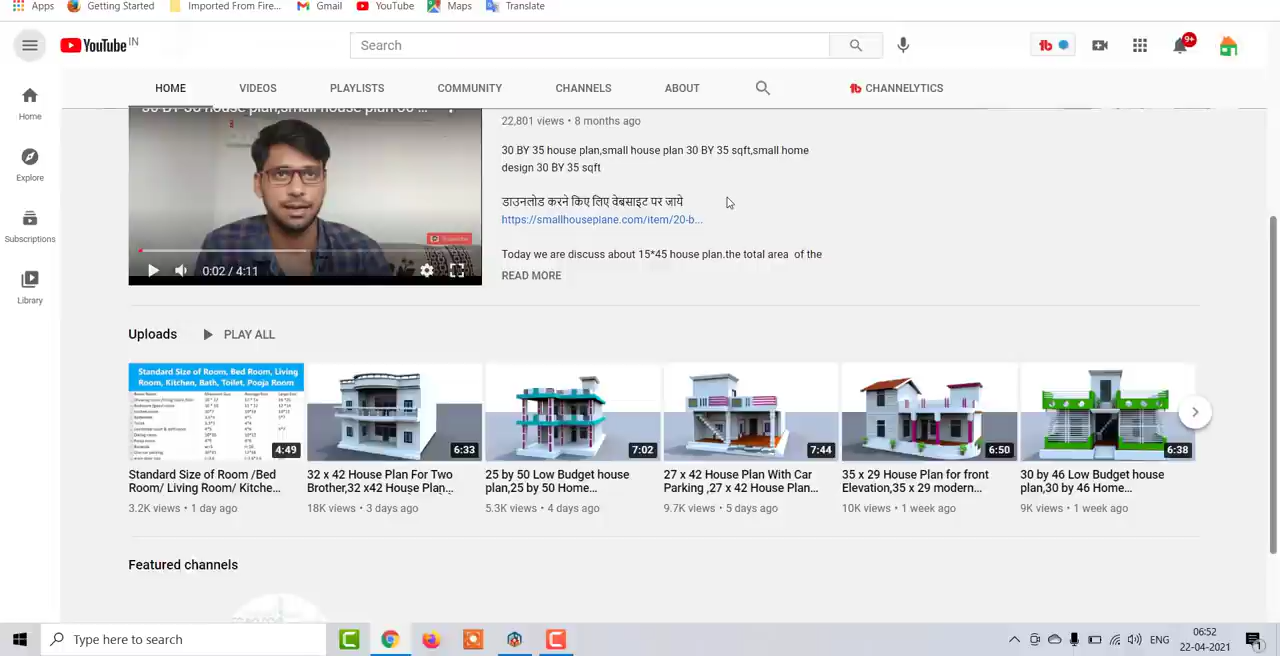 Apps Getting Started Imported From Fire... Gmail YouTube Maps Translate
YouTube IN Search 9+
HOME VIDEOS PLAYLISTS COMMUNITY CHANNELS ABOUT CHANNELYTICS
Home
Explore
Subscriptions
Library
0:02 / 4:11
22,801 views • 8 months ago
30 BY 35 house plan,small house plan 30 BY 35 sqft,small home
design 30 BY 35 sqft
डाउनलोड करने किए लिए वेबसाइट पर जाये
https://smallhouseplane.com/item/20-b...
Today we are discuss about 15*45 house plan.the total area of the
READ MORE
Uploads PLAY ALL
Standard Size of Room, Bed Room, Living
Room, Kitchen, Bath, Toilet, Pooja Room
4:49
Standard Size of Room /Bed
Room/ Living Room/ Kitche...
3.2K views • 1 day ago
6:33
32 x 42 House Plan For Two
Brother,32 x42 House Plan...
18K views • 3 days ago
7:02
25 by 50 Low Budget house
plan,25 by 50 Home...
5.3K views • 4 days ago
7:44
27 x 42 House Plan With Car
Parking ,27 x 42 House Plan...
9.7K views • 5 days ago
6:50
35 x 29 House Plan for front
Elevation,35 x 29 modern...
10K views • 1 week ago
6:38
30 by 46 Low Budget house
plan,30 by 46 Home...
9K views • 1 week ago
Featured channels
Type here to search
ENG
06:52
22-04-2021